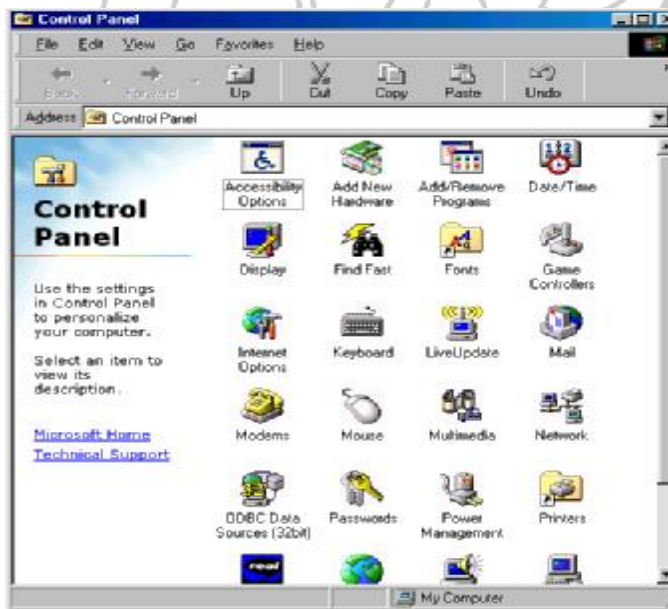 Control Panel
File Edit View Go Favorites Help
Back Forward Up Cut Copy Paste Undo
Address Control Panel
Control
Panel
Use the settings
in Control Panel
to personalize
your computer.
Select an item to
view its
description.
Microsoft Home
Technical Support
Accessibility
Options
Add New
Hardware
Add/Remove
Programs
Date/Time
Display
Find Fast
Fonts
Game
Controllers
Internet
Options
Keyboard
LiveUpdate
Mail
Modems
Mouse
Multimedia
Network
ODBC Data
Sources (32bit)
Passwords
Power
Management
Printers
real
My Computer